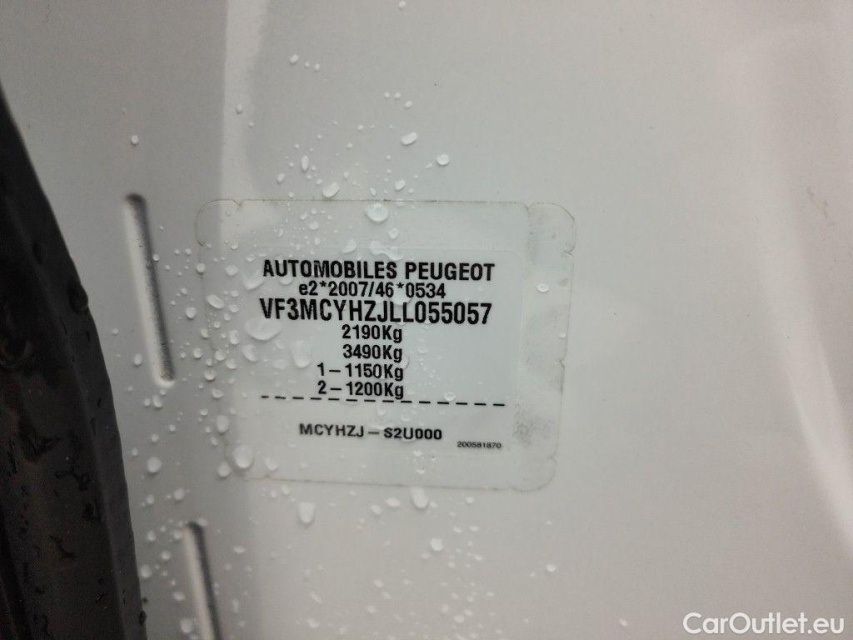 AUTOMOBILES PEUGEOT
e2*2007/46*0534
VF3MCYHZJLL055057
2190Kg
3490Kg
1-1150Kg
2-1200Kg
MCYHZJ-S2U000
200581870
CarOutlet.eu